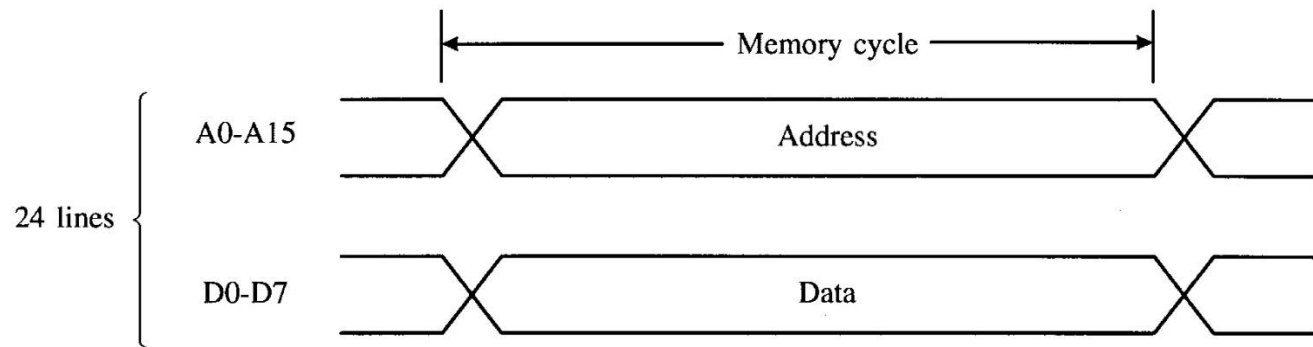 Memory cycle
A0-A15
Address
24 lines
D0-D7
Data